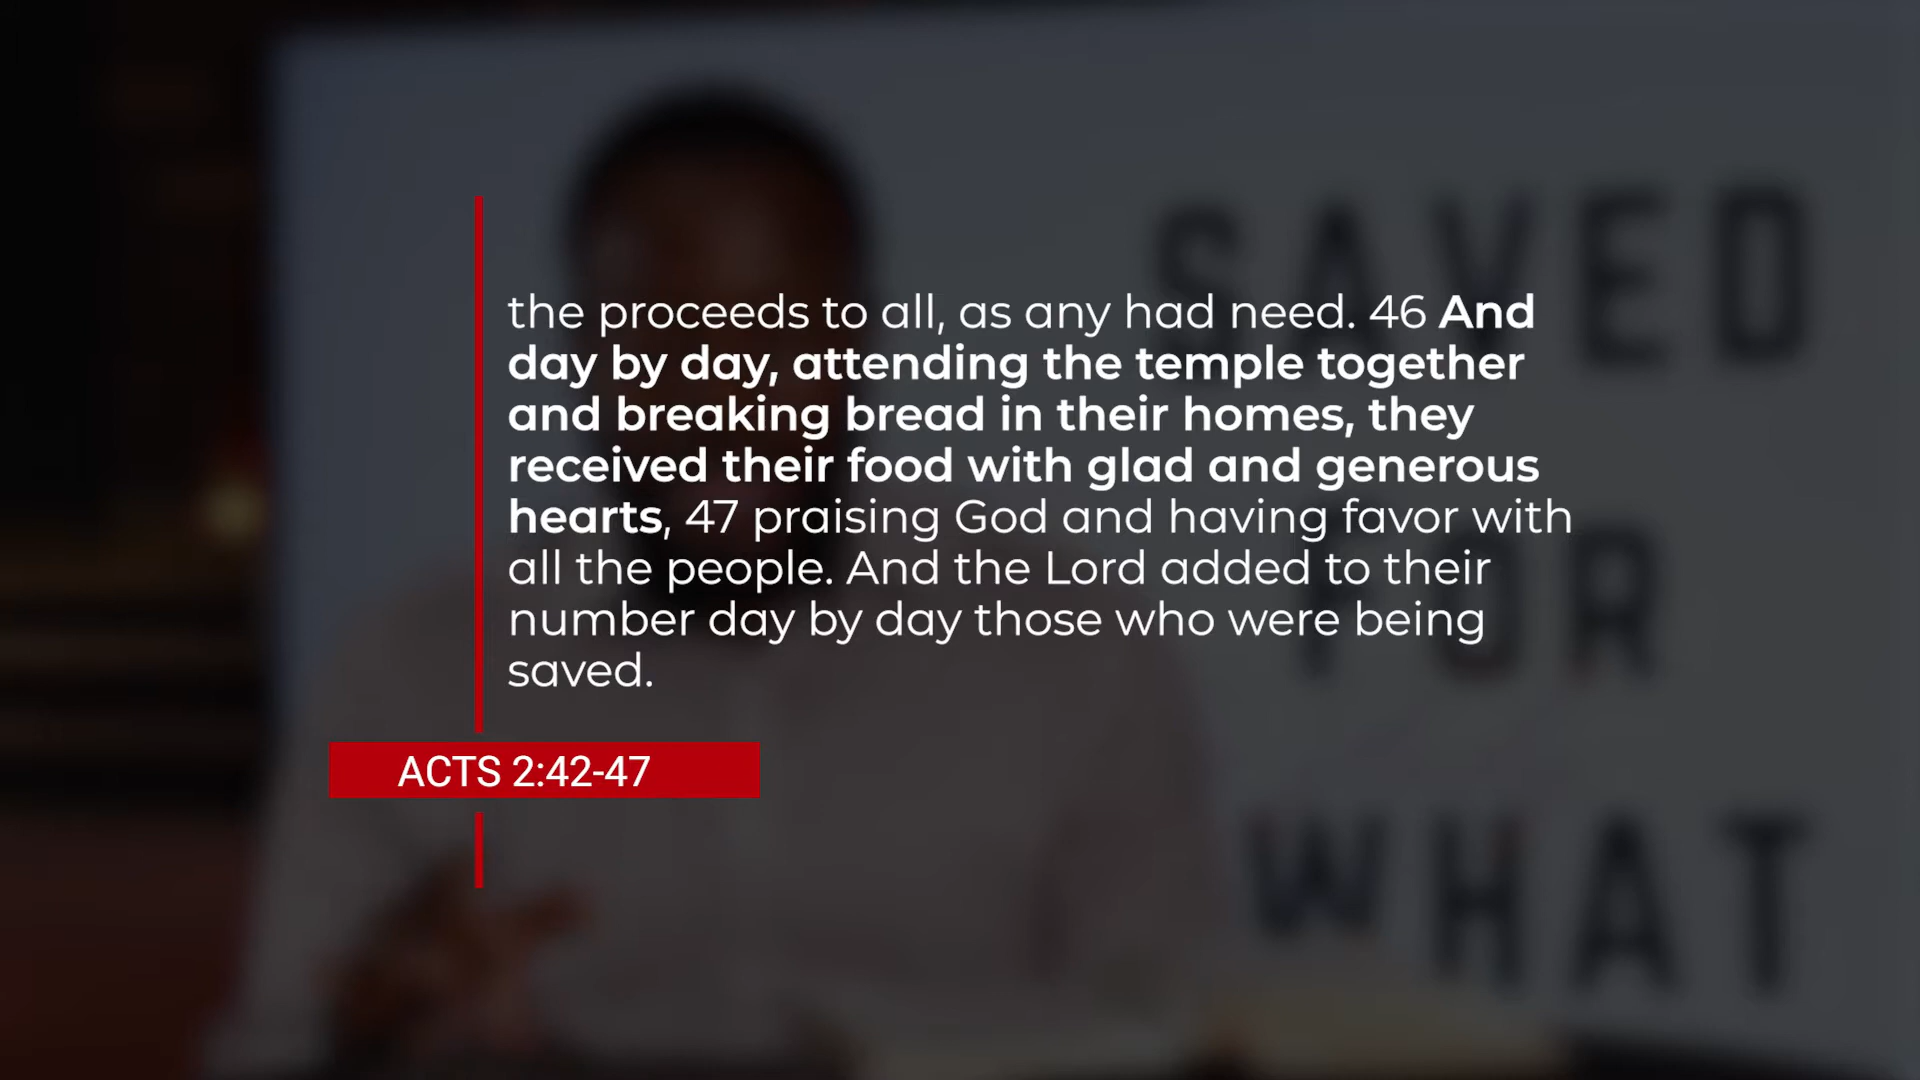 the proceeds to all, as any had need. 46 And
day by day, attending the temple together
and breaking bread in their homes, they
received their food with glad and generous
hearts, 47 praising God and having favor with
all the people. And the Lord added to their
number day by day those who were being
saved.
ACTS 2:42-47
SAVED
FOR
WHAT